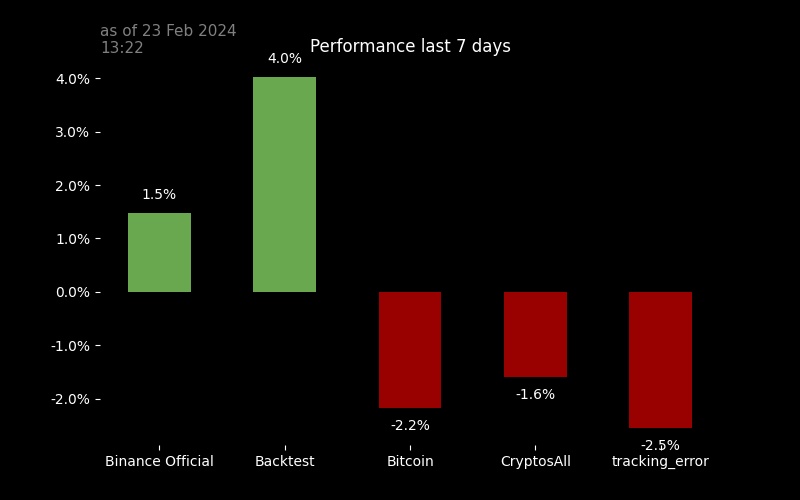 as of 23 Feb 2024
13:22
Performance last 7 days
4.0%
3.0%
2.0%
1.0%
0.0%
-1.0%
-2.0%
1.5%
4.0%
-2.2%
-1.6%
-2.5%
Binance Official
Backtest
Bitcoin
CryptosAll
tracking_error